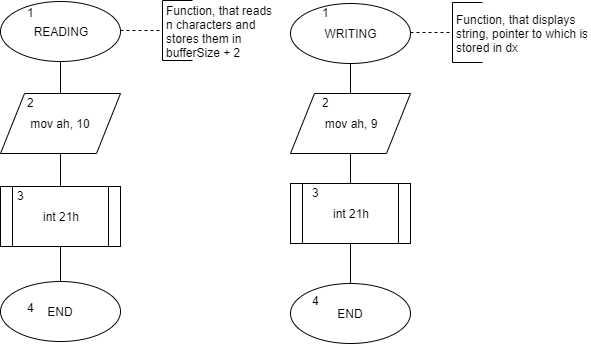 1
READING
Function, that reads
n characters and
stores them in
bufferSize + 2
2
mov ah, 10
3
int 21h
4
END
1
WRITING
Function, that displays
string, pointer to which is
stored in dx
2
mov ah, 9
3
int 21h
4
END